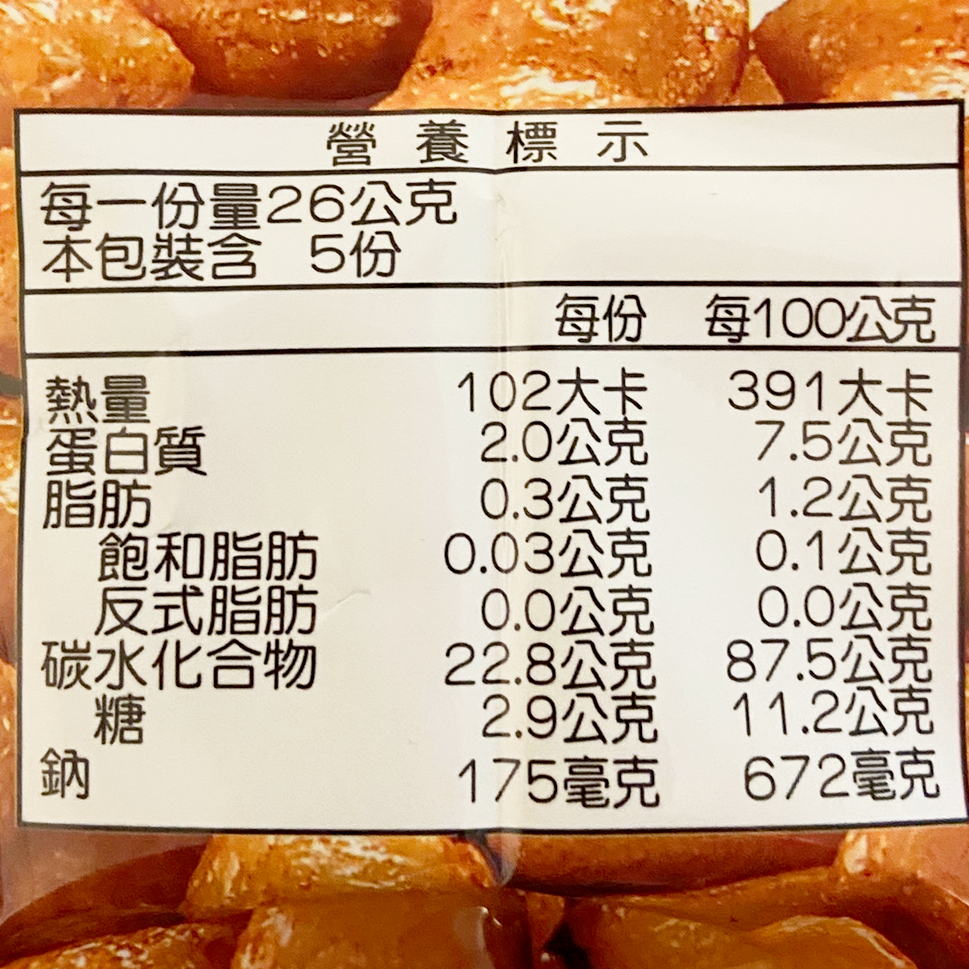 營養標示
每一份量26公克
本包裝含 5份
每份 每100公克
熱量 102大卡 391大卡
蛋白質 2.0公克 7.5公克
脂肪 0.3公克 1.2公克
飽和脂肪 0.03公克 0.1公克
反式脂肪 0.0公克 0.0公克
碳水化合物 22.8公克 87.5公克
糖 2.9公克 11.2公克
鈉 175毫克 672毫克